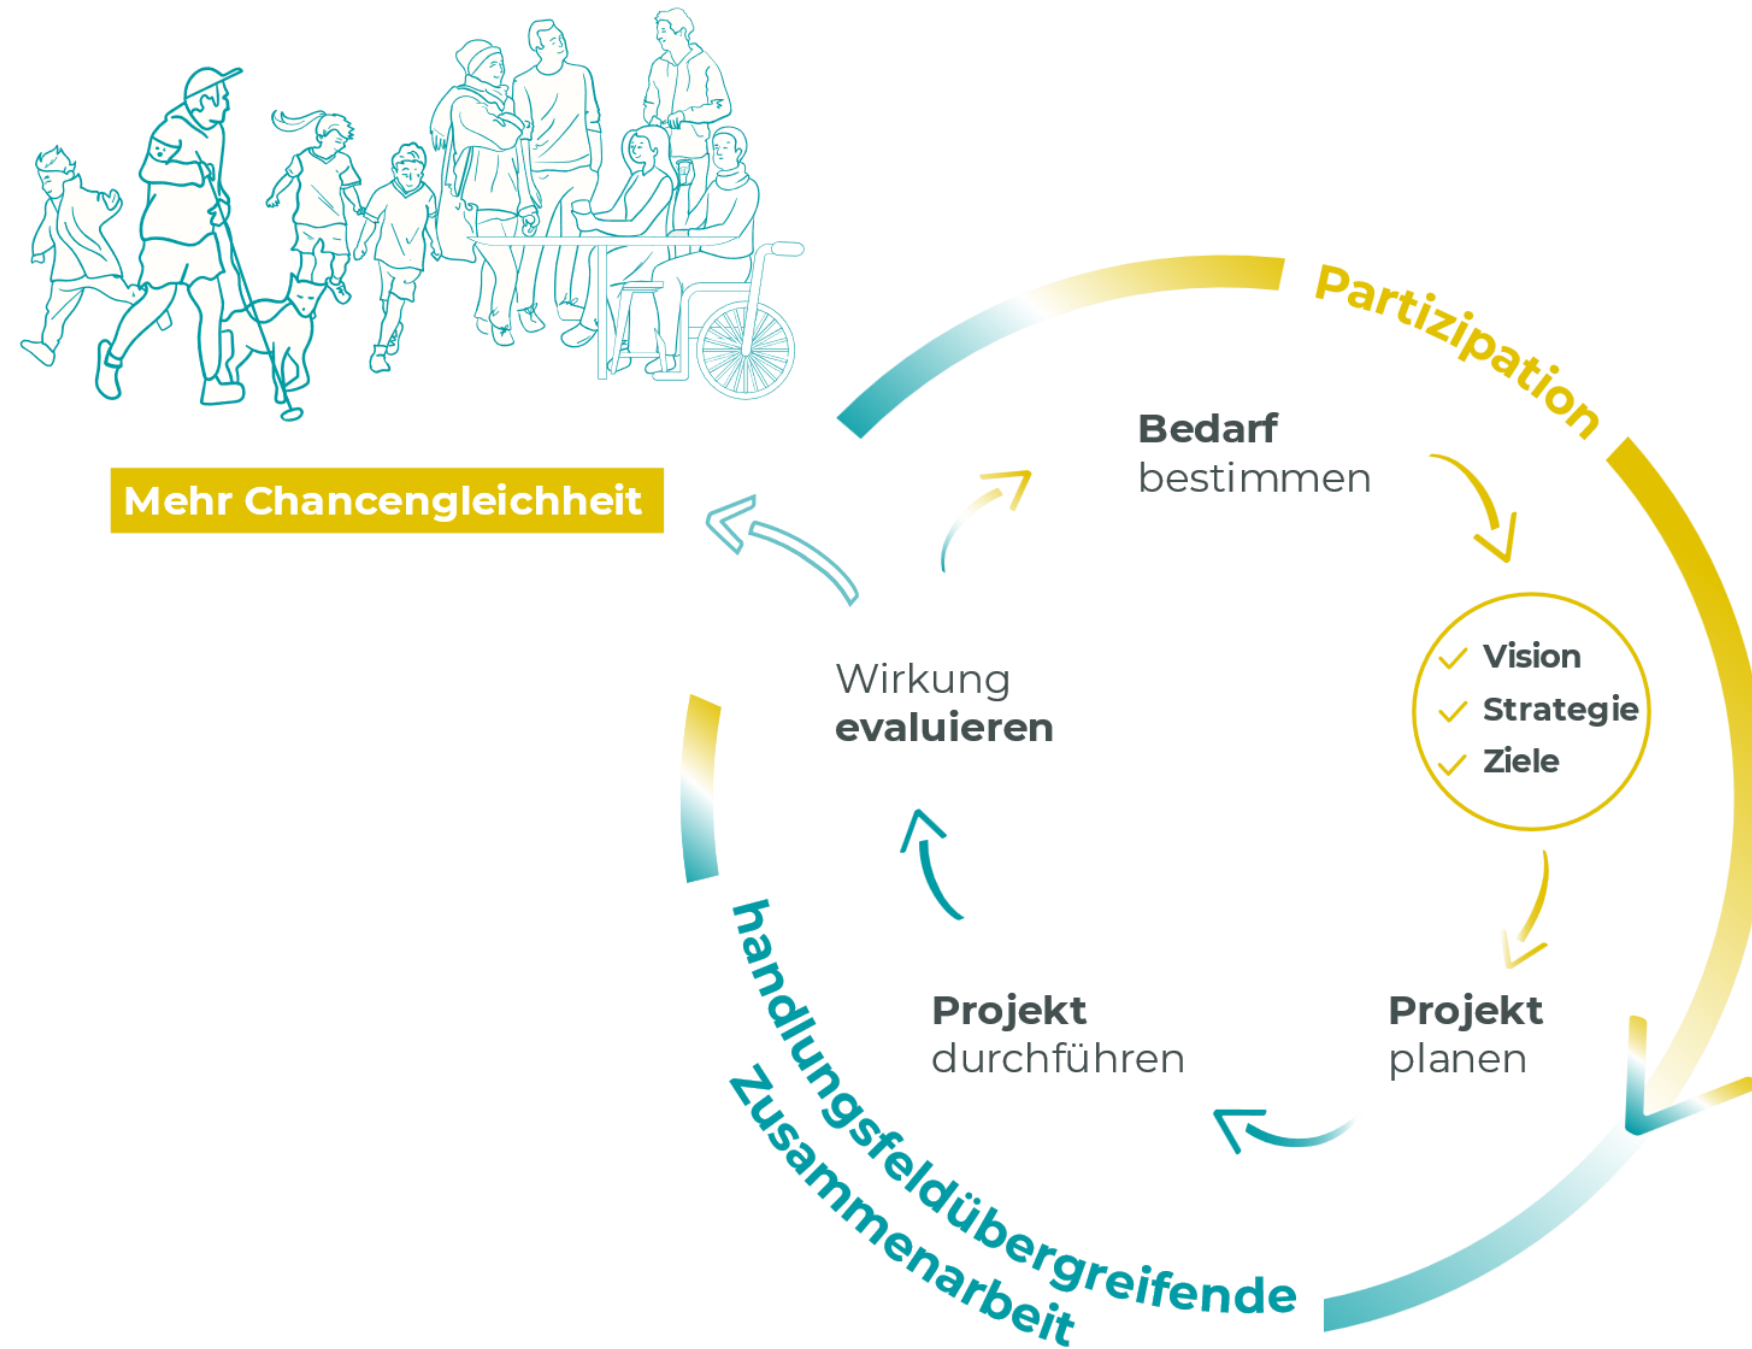 Mehr Chancengleichheit
Partizipation
Bedarf
bestimmen
Vision
Strategie
Ziele
Projekt
planen
Projekt
durchführen
Wirkung
evaluieren
handlungsfeldübergreifende
Zusammenarbeit